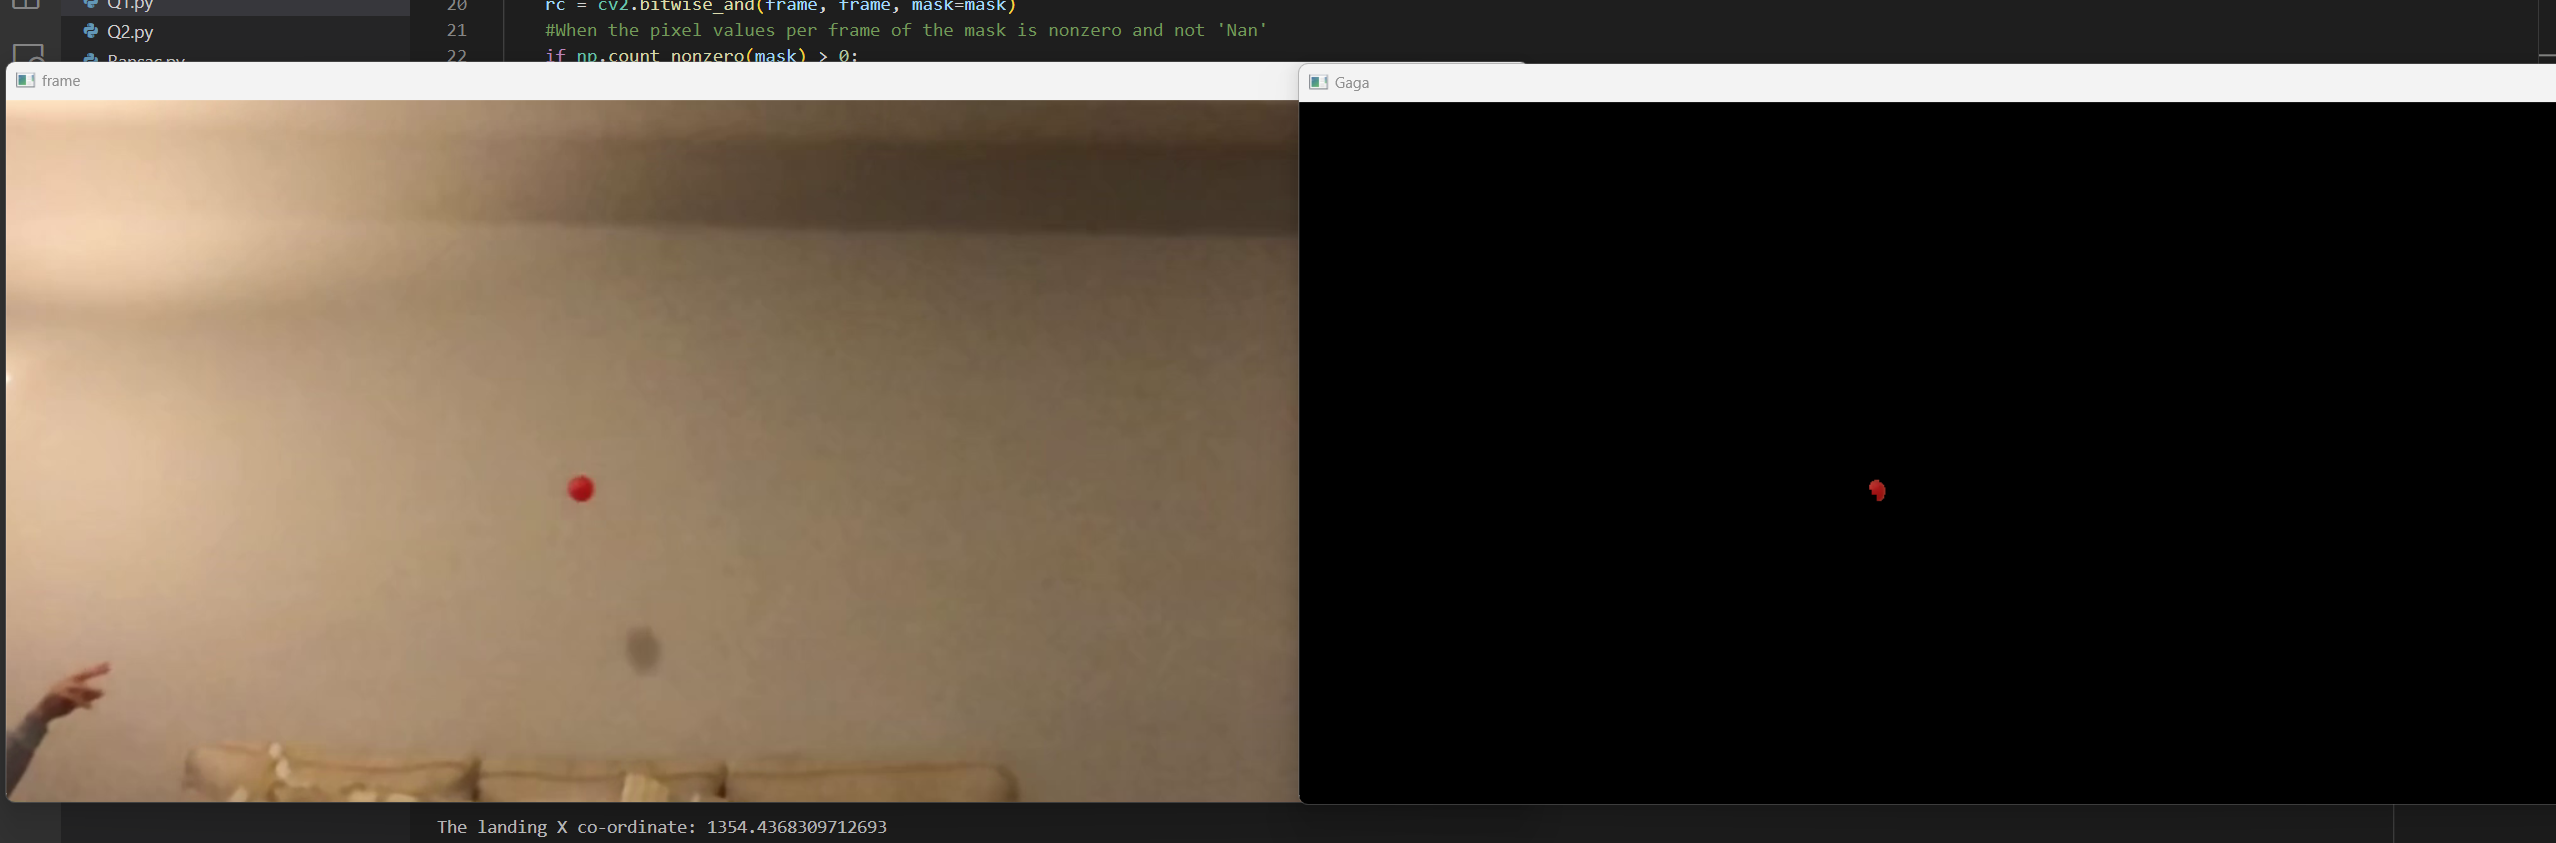 Q1.py
Q2.py
Ransac.py
20 rc = cv2.bitwise_and(frame, frame, mask=mask)
21 #When the pixel values per frame of the mask is nonzero and not 'Nan'
22 if np.count_nonzero(mask) > 0:
frame
Gaga
The landing X co-ordinate: 1354.4368309712693